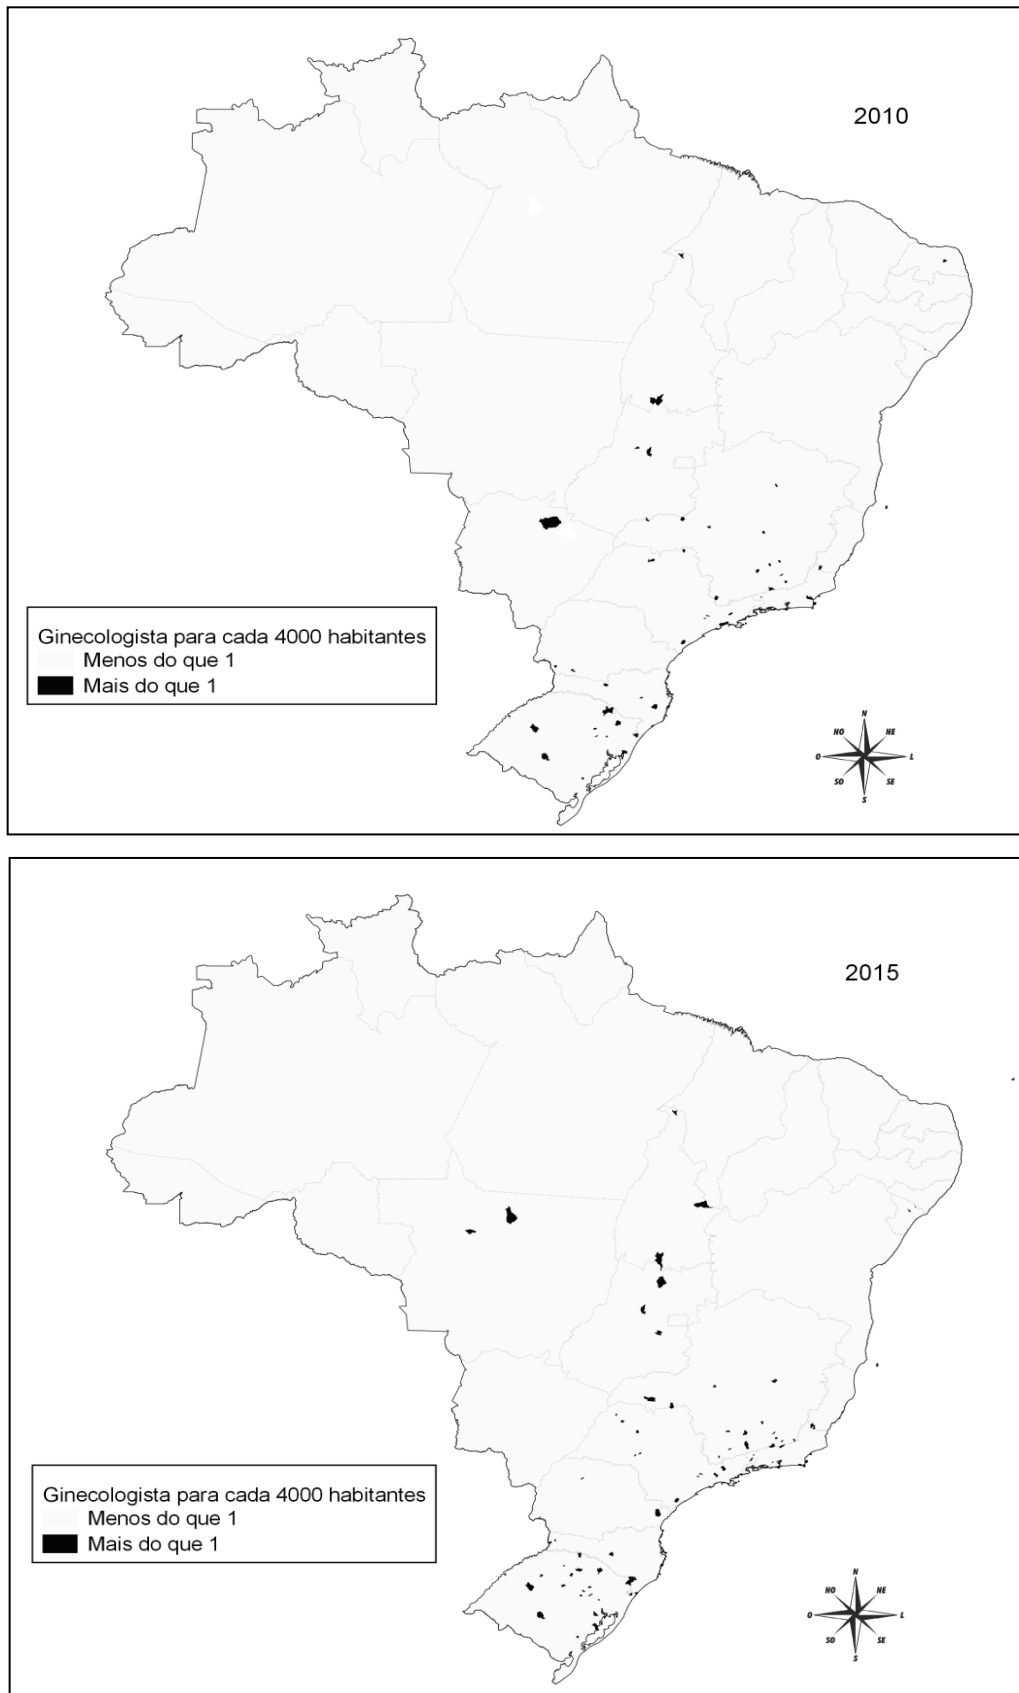 2010
Ginecologista para cada 4000 habitantes
Menos do que 1
Mais do que 1
N
NO
NE
O
L
SO
SE
S
2015
Ginecologista para cada 4000 habitantes
Menos do que 1
Mais do que 1
N
NO
NE
O
L
SO
SE
S